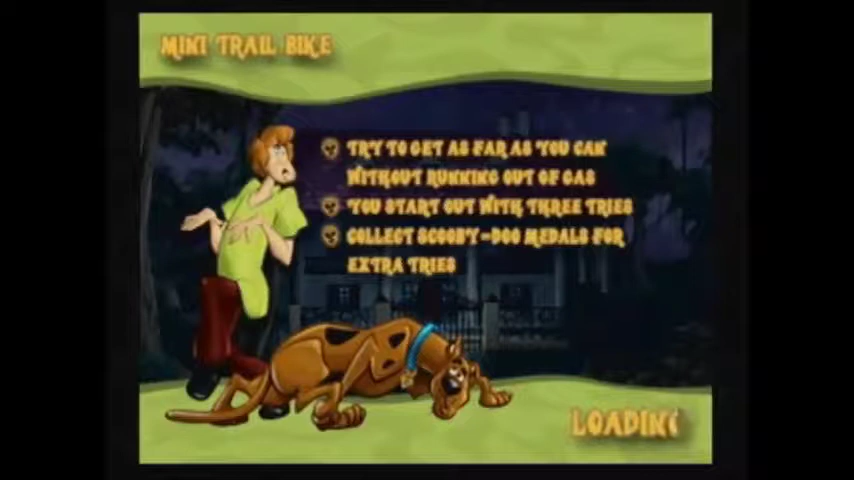 MINI TRAIL BIKE
TRY TO GET AS FAR AS YOU CAN
WITHOUT RUNNING OUT OF GAS
YOU START OUT WITH THREE TRIES
COLLECT SCOOBY-DOO MEDALS FOR
EXTRA TRIES
LOADING